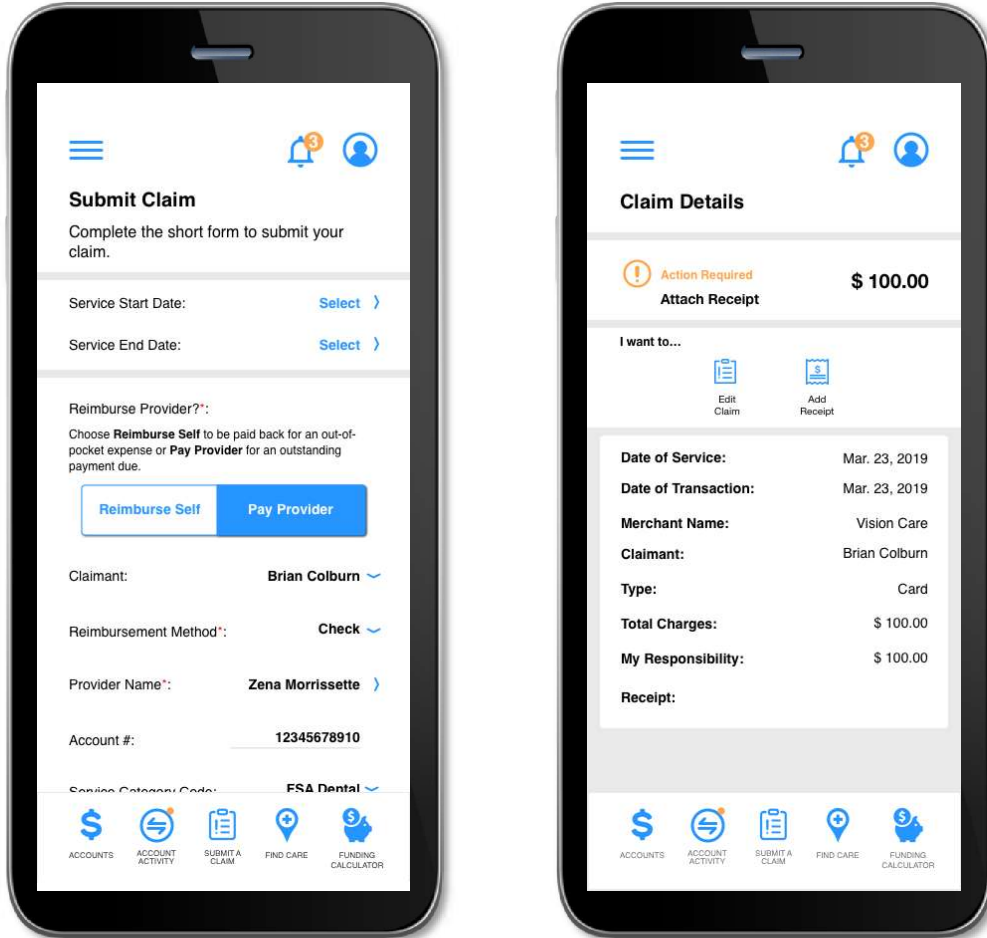 3
Submit Claim
Complete the short form to submit your
claim.
Service Start Date: Select
Service End Date: Select
Reimburse Provider?*:
Choose Reimburse Self to be paid back for an out-of-
pocket expense or Pay Provider for an outstanding
payment due.
Reimburse Self Pay Provider
Claimant: Brian Colburn
Reimbursement Method*: Check
Provider Name*: Zena Morrissette
Account #: 12345678910
Service Category Code: FSA Dental
ACCOUNTS
ACCOUNT
ACTIVITY
SUBMIT A
CLAIM
FIND CARE
FUNDING
CALCULATOR
3
Claim Details
Action Required
Attach Receipt
$ 100.00
I want to...
Edit
Claim
Add
Receipt
Date of Service: Mar. 23, 2019
Date of Transaction: Mar. 23, 2019
Merchant Name: Vision Care
Claimant: Brian Colburn
Type: Card
Total Charges: $ 100.00
My Responsibility: $ 100.00
Receipt:
ACCOUNTS
ACCOUNT
ACTIVITY
SUBMIT A
CLAIM
FIND CARE
FUNDING
CALCULATOR